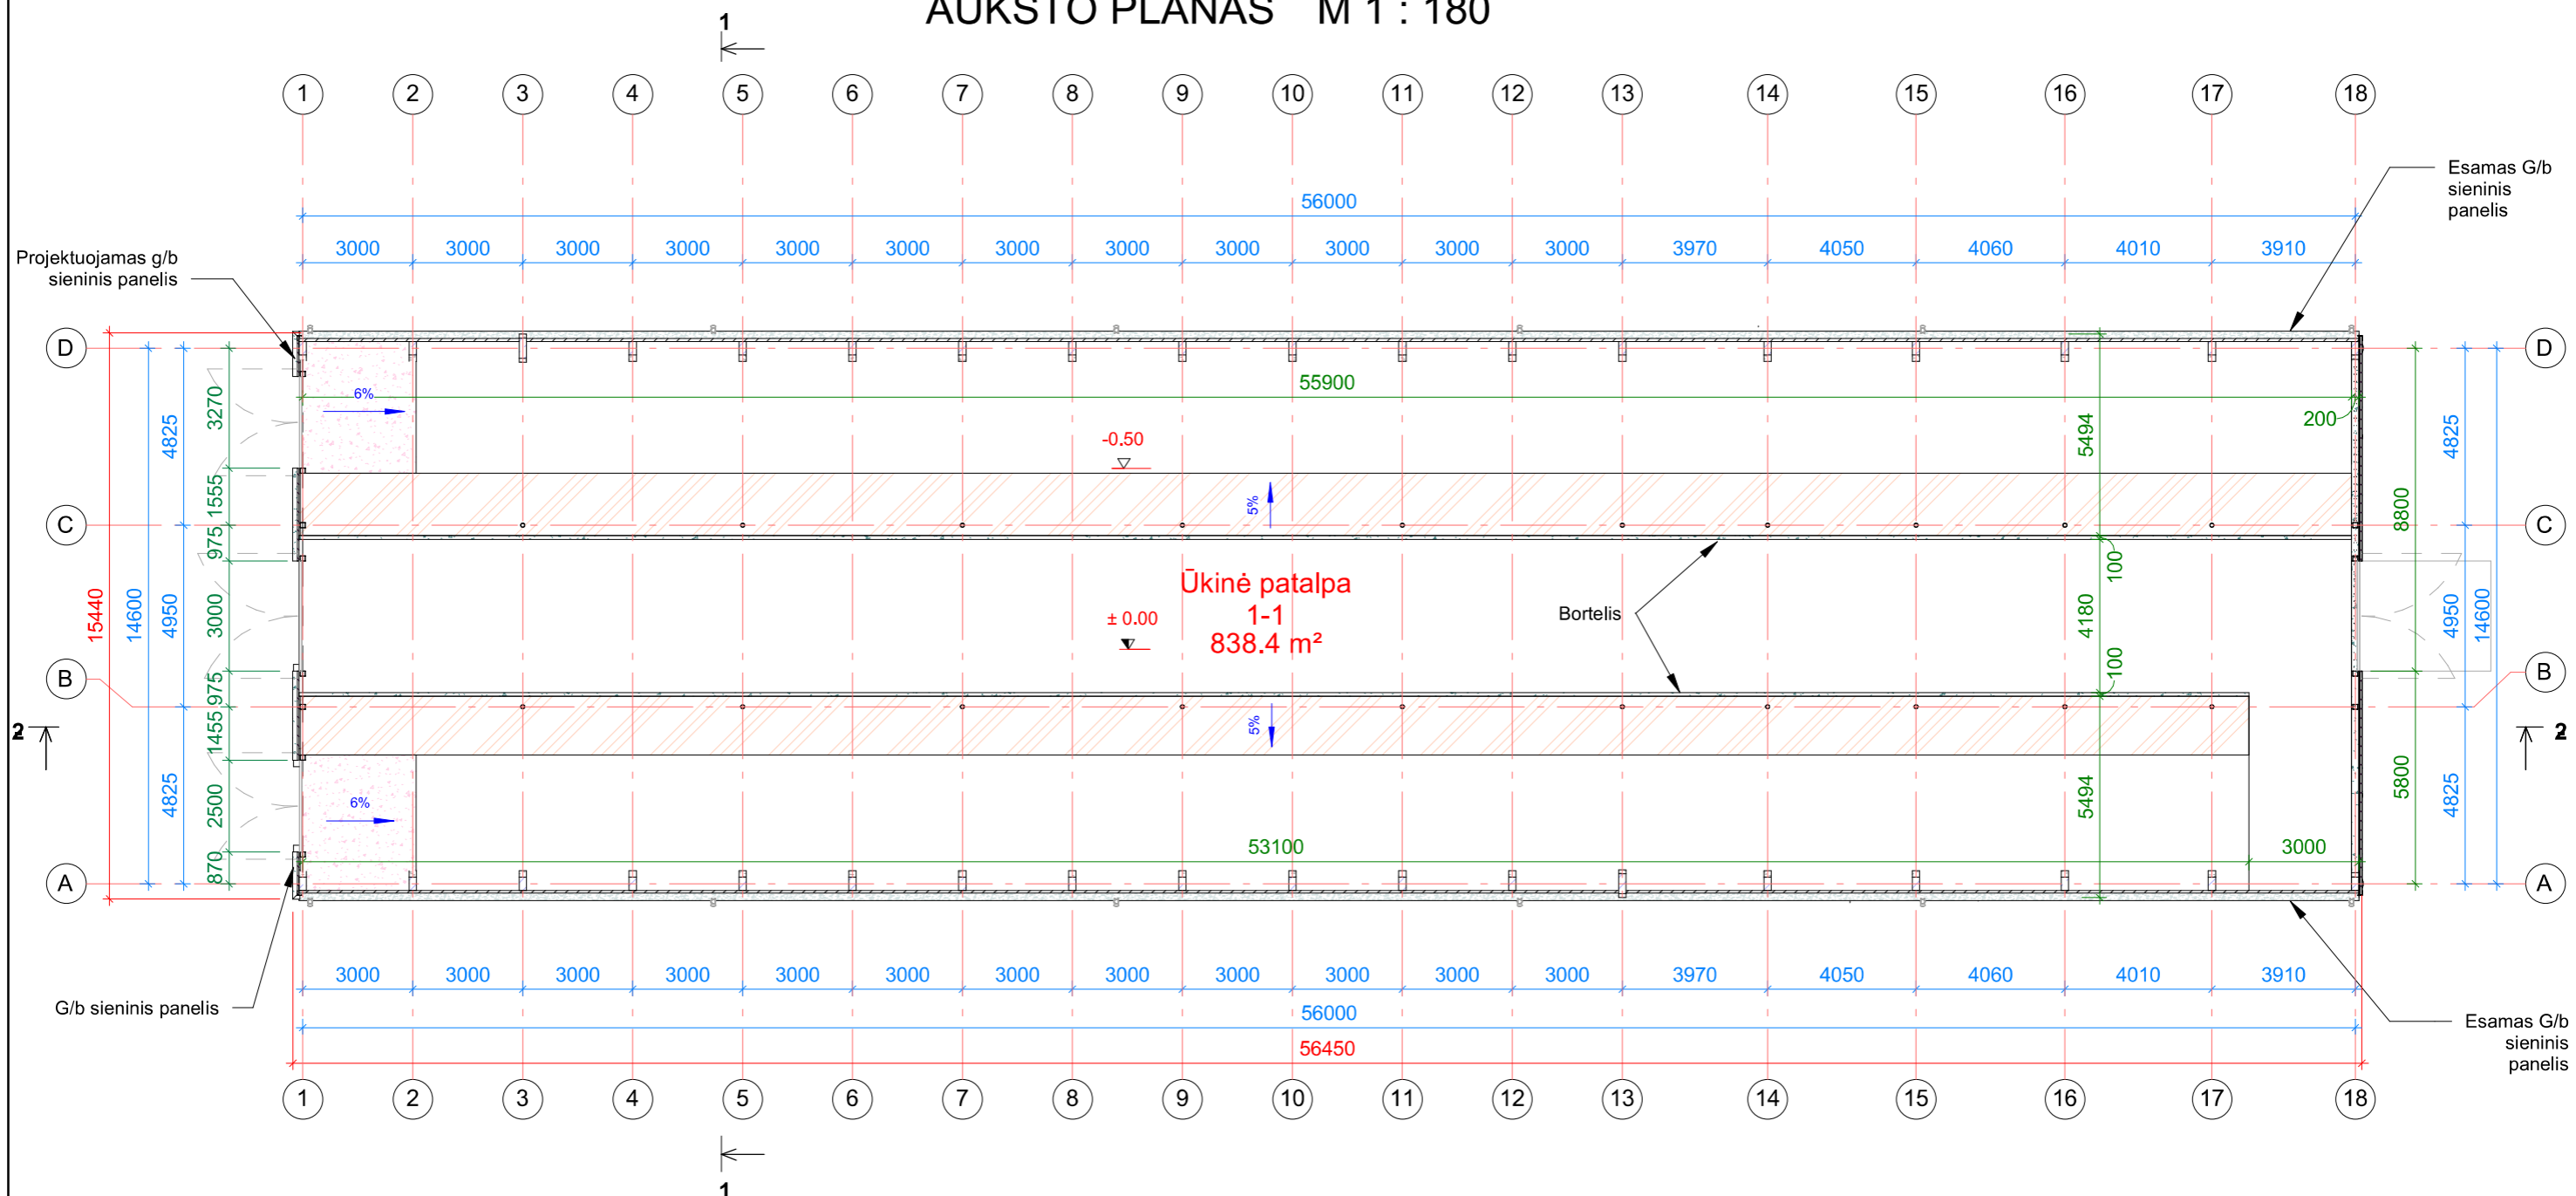 AUKŠTO PLANAS M 1 : 180
1
1 2 3 4 5 6 7 8 9 10 11 12 13 14 15 16 17 18
Esamas G/b
sieninis
panelis
56000
3000 3000 3000 3000 3000 3000 3000 3000 3000 3000 3000 3000 3970 4050 4060 4010 3910
Projektuojamas g/b
sieninis panelis
D
D
6%
55900
200
3270
4825
5494
4825
-0.50
1555
5%
C
C
975
8800
100
15440
14600
4950
3000
Ūkinė patalpa
1-1
838.4 m²
± 0.00
Bortelis
4180
4950
14600
100
B
B
975
1455
5%
2
2
4825
2500
6%
5494
5800
4825
870
53100
3000
A
A
3000 3000 3000 3000 3000 3000 3000 3000 3000 3000 3000 3000 3970 4050 4060 4010 3910
G/b sieninis panelis
56000
Esamas G/b
sieninis
panelis
56450
1 2 3 4 5 6 7 8 9 10 11 12 13 14 15 16 17 18
1